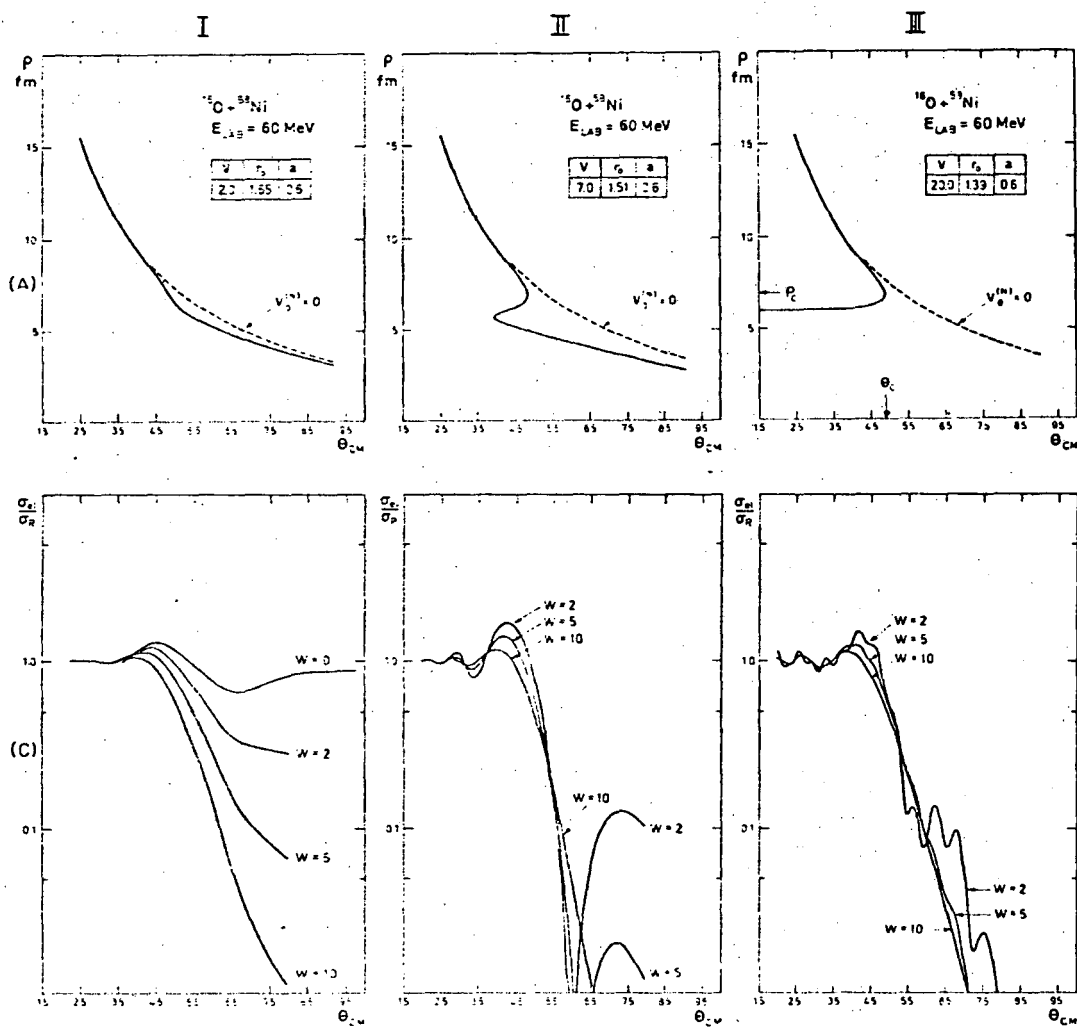 I
II
III
ρ
fm
15
10
5
(A)
¹⁶O + ⁵⁸Ni
E_LAB = 60 MeV
V r₀ a
2.0 1.65 0.6
V₀⁽ᴺ⁾ = 0
15 25 35 45 55 65 75 85 95
θ_CM
ρ
fm
15
10
5
¹⁶O + ⁵⁸Ni
E_LAB = 60 MeV
V r₀ a
7.0 1.51 0.6
V₀⁽ᴺ⁾ = 0
15 25 35 45 55 65 75 85 95
θ_CM
ρ
fm
15
10
5
¹⁶O + ⁵⁸Ni
E_LAB = 60 MeV
V r₀ a
20.0 1.39 0.6
ρ_C
V₀⁽ᴺ⁾ = 0
θ_C
15 25 35 45 55 65 75 85 95
θ_CM
σ_el
σ_R
1.0
(C)
0.1
W = 0
W = 2
W = 5
W = 10
15 25 35 45 55 65 75 85 95
θ_CM
σ_el
σ_R
1.0
0.1
W = 2
W = 5
W = 10
W = 10
W = 2
W = 5
15 25 35 45 55 65 75 85 95
θ_CM
σ_el
σ_R
1.0
0.1
W = 2
W = 5
W = 10
W = 2
W = 5
W = 10
15 25 35 45 55 65 75 85 95
θ_CM